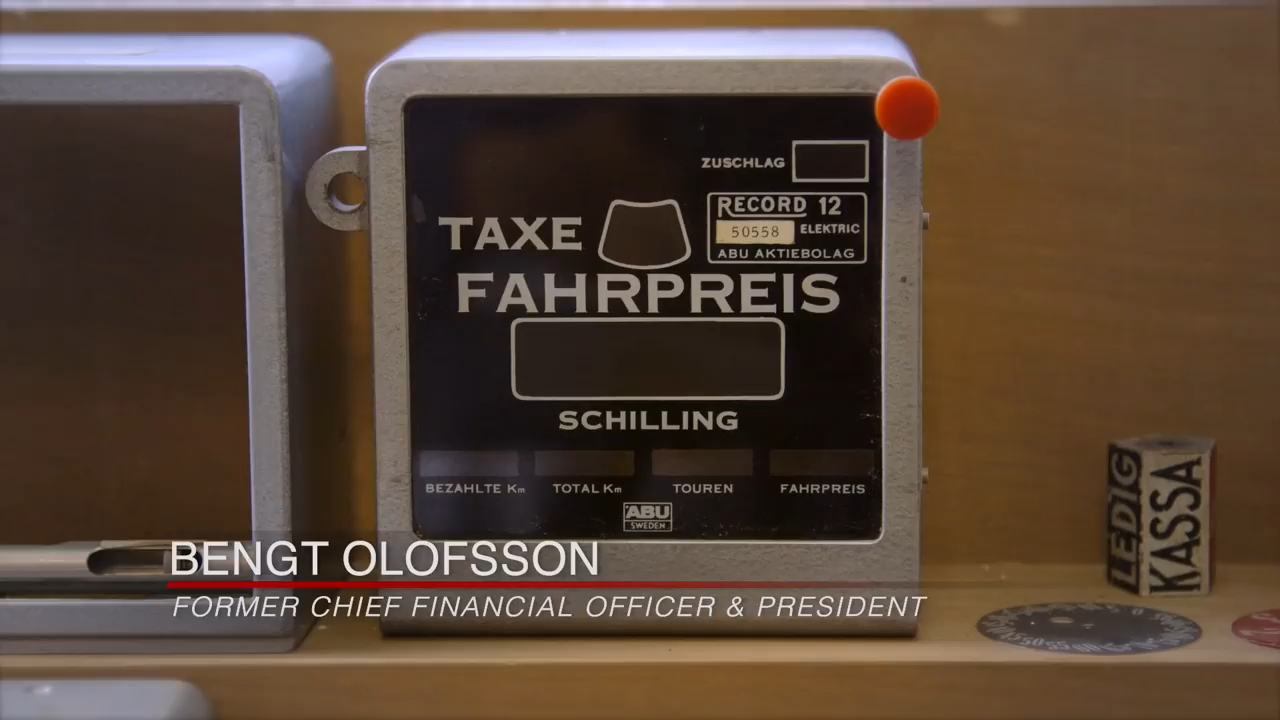 ZUSCHLAG
RECORD 12
50558 ELEKTRIC
ABU AKTIEBOLAG
TAXE
FAHRPREIS
SCHILLING
BEZAHLTE Km TOTAL Km TOUREN FAHRPREIS
ABU
SWEDEN
LEDIG
KASSA
BENGT OLOFSSON
FORMER CHIEF FINANCIAL OFFICER & PRESIDENT